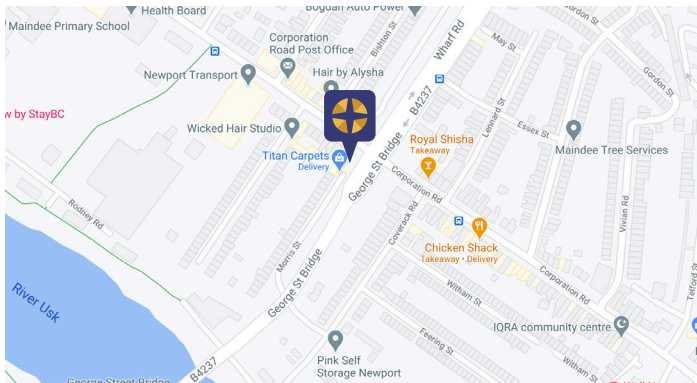 Health Board
Bogdan Auto Power
Gordon St
Maindee Primary School
Corporation
Road Post Office
Bishton St
Wharf Rd
May St
Gordon St
Newport Transport
Hair by Alysha
B4237
w by StayBC
Wicked Hair Studio
Lennard St
Essex St
Royal Shisha
Takeaway
Maindee Tree Services
Titan Carpets
Delivery
George St Bridge
Corporation Rd
Vivian Rd
Rodney Rd
Coverack Rd
Chicken Shack
Takeaway • Delivery
Morris St
Corporation Rd
Telford St
River Usk
George St Bridge
Witham St
IQRA community centre
Feering St
Pink Self
Storage Newport
Witham St
B4237
George Street Bridge